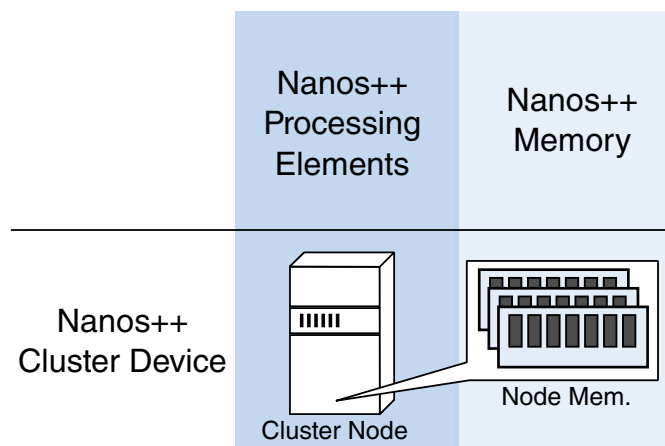 Nanos++
Processing
Elements
Nanos++
Memory
Nanos++
Cluster Device
Cluster Node
Node Mem.